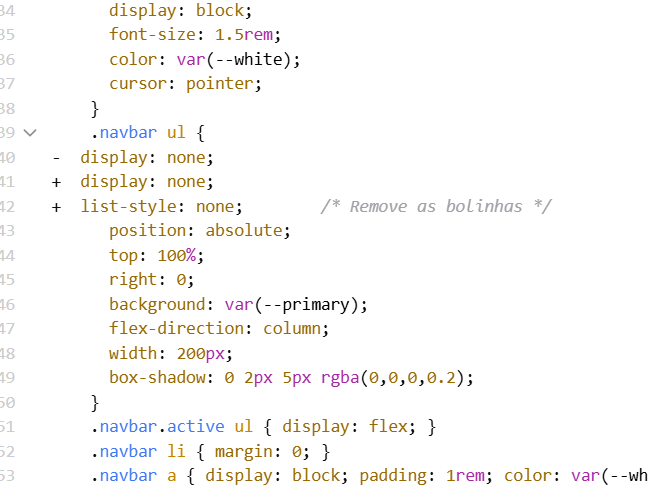 34 display: block;
35 font-size: 1.5rem;
36 color: var(--white);
37 cursor: pointer;
38 }
39 .navbar ul {
40 - display: none;
41 + display: none;
42 + list-style: none; /* Remove as bolinhas */
43 position: absolute;
44 top: 100%;
45 right: 0;
46 background: var(--primary);
47 flex-direction: column;
48 width: 200px;
49 box-shadow: 0 2px 5px rgba(0,0,0,0.2);
50 }
51 .navbar.active ul { display: flex; }
52 .navbar li { margin: 0; }
53 .navbar a { display: block; padding: 1rem; color: var(--wh